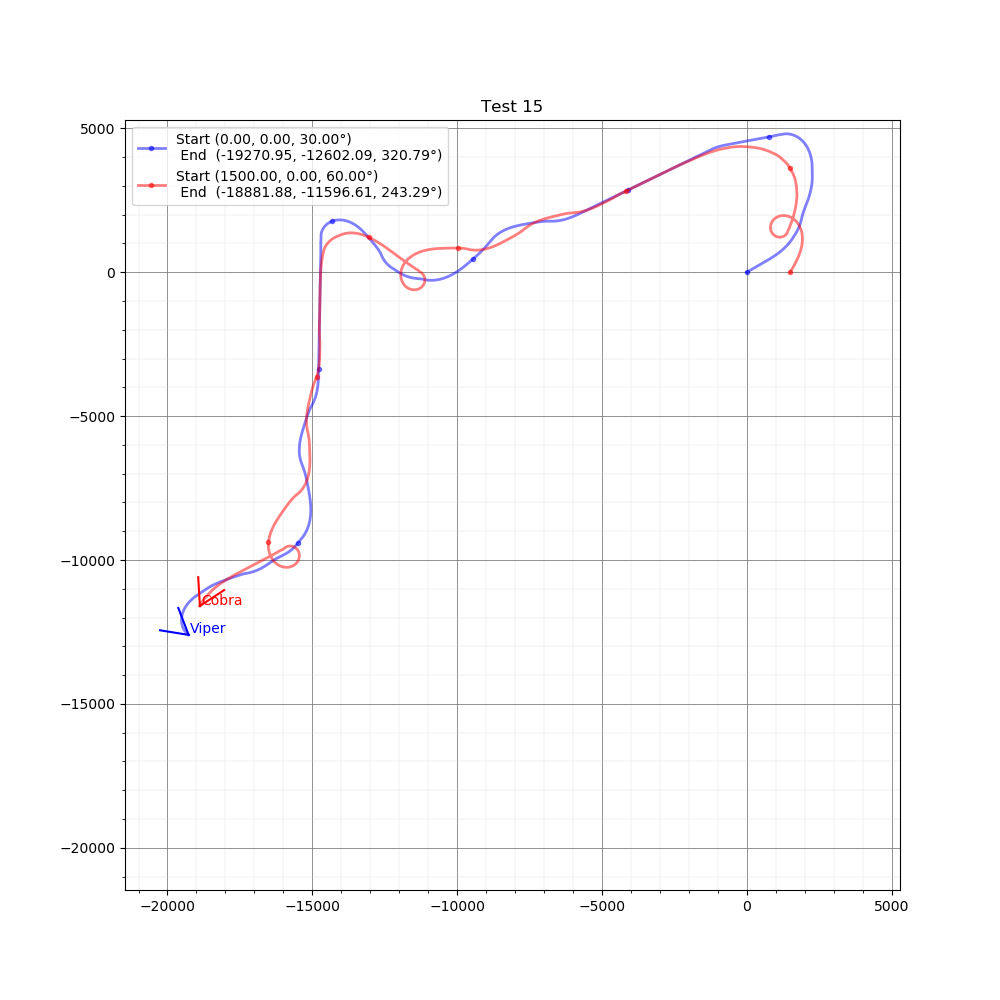 Test 15
Start (0.00, 0.00, 30.00°)
End (-19270.95, -12602.09, 320.79°)
Start (1500.00, 0.00, 60.00°)
End (-18881.88, -11596.61, 243.29°)
5000
0
−5000
−10000
−15000
−20000
Cobra
Viper
−20000 −15000 −10000 −5000 0 5000